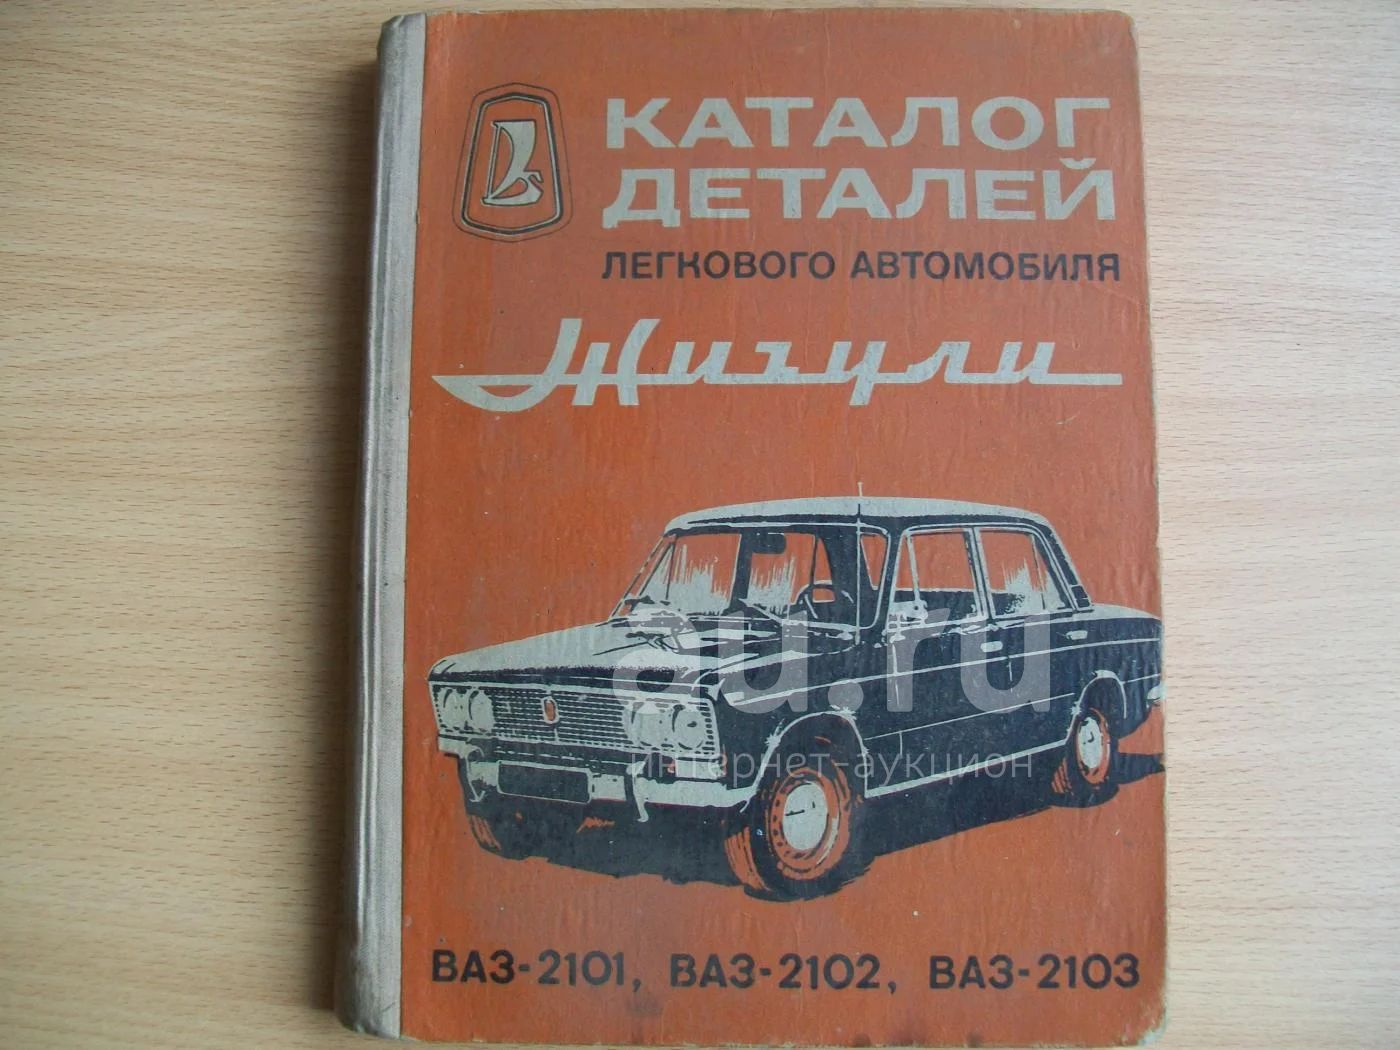 КАТАЛОГ
ДЕТАЛЕЙ
ЛЕГКОВОГО АВТОМОБИЛЯ
Жигули
au.ru
интернет-аукцион
ВАЗ-2101, ВАЗ-2102, ВАЗ-2103